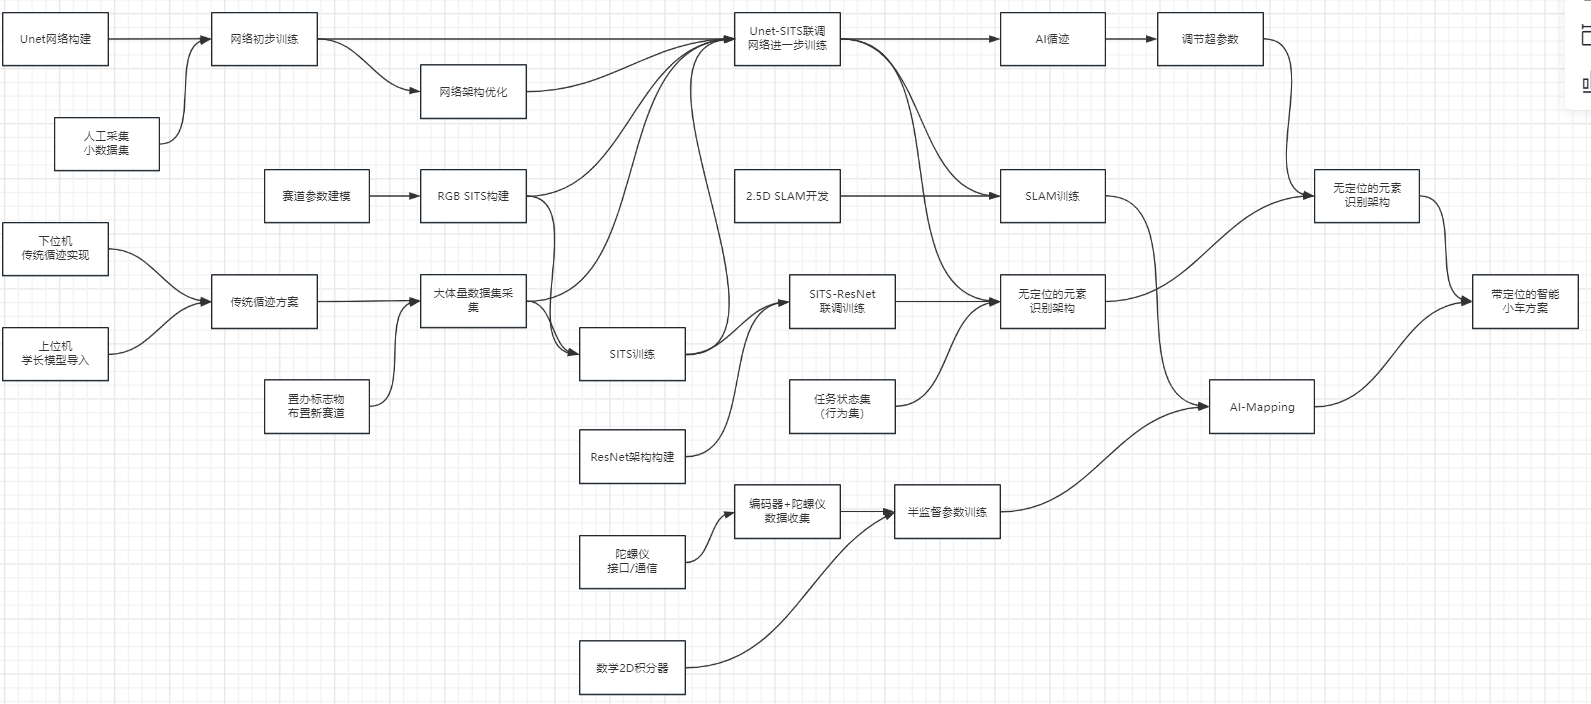 Unet网络构建
网络初步训练
Unet-SITS联调
网络进一步训练
AI循迹
调节超参数
网络架构优化
人工采集
小数据集
赛道参数建模
RGB SITS构建
2.5D SLAM开发
SLAM训练
无定位的元素
识别架构
下位机
传统循迹实现
传统循迹方案
大体量数据集采
集
SITS-ResNet
联调训练
无定位的元素
识别架构
带定位的智能
小车方案
上位机
学长模型导入
SITS训练
置办标志物
布置新赛道
任务状态集
（行为集）
AI-Mapping
ResNet架构构建
编码器+陀螺仪
数据收集
半监督参数训练
陀螺仪
接口/通信
数学2D积分器